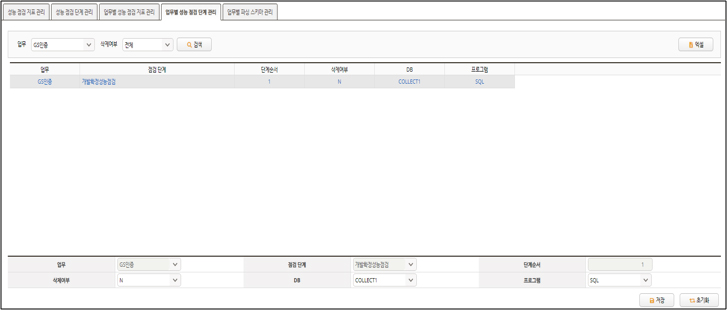 성능 점검 지표 관리 성능 점검 단계 관리 업무별 성능 점검 지표 관리 업무별 성능 점검 단계 관리 업무별 파싱 스키마 관리
업무 GS인증 삭제여부 전체 검색 엑셀
업무 점검 단계 단계순서 삭제여부 DB 프로그램
GS인증 개발확정성능점검 1 N COLLECT1 SQL
업무 GS인증 점검 단계 개발확정성능점검 단계순서 1
삭제여부 N DB COLLECT1 프로그램 SQL
저장 초기화